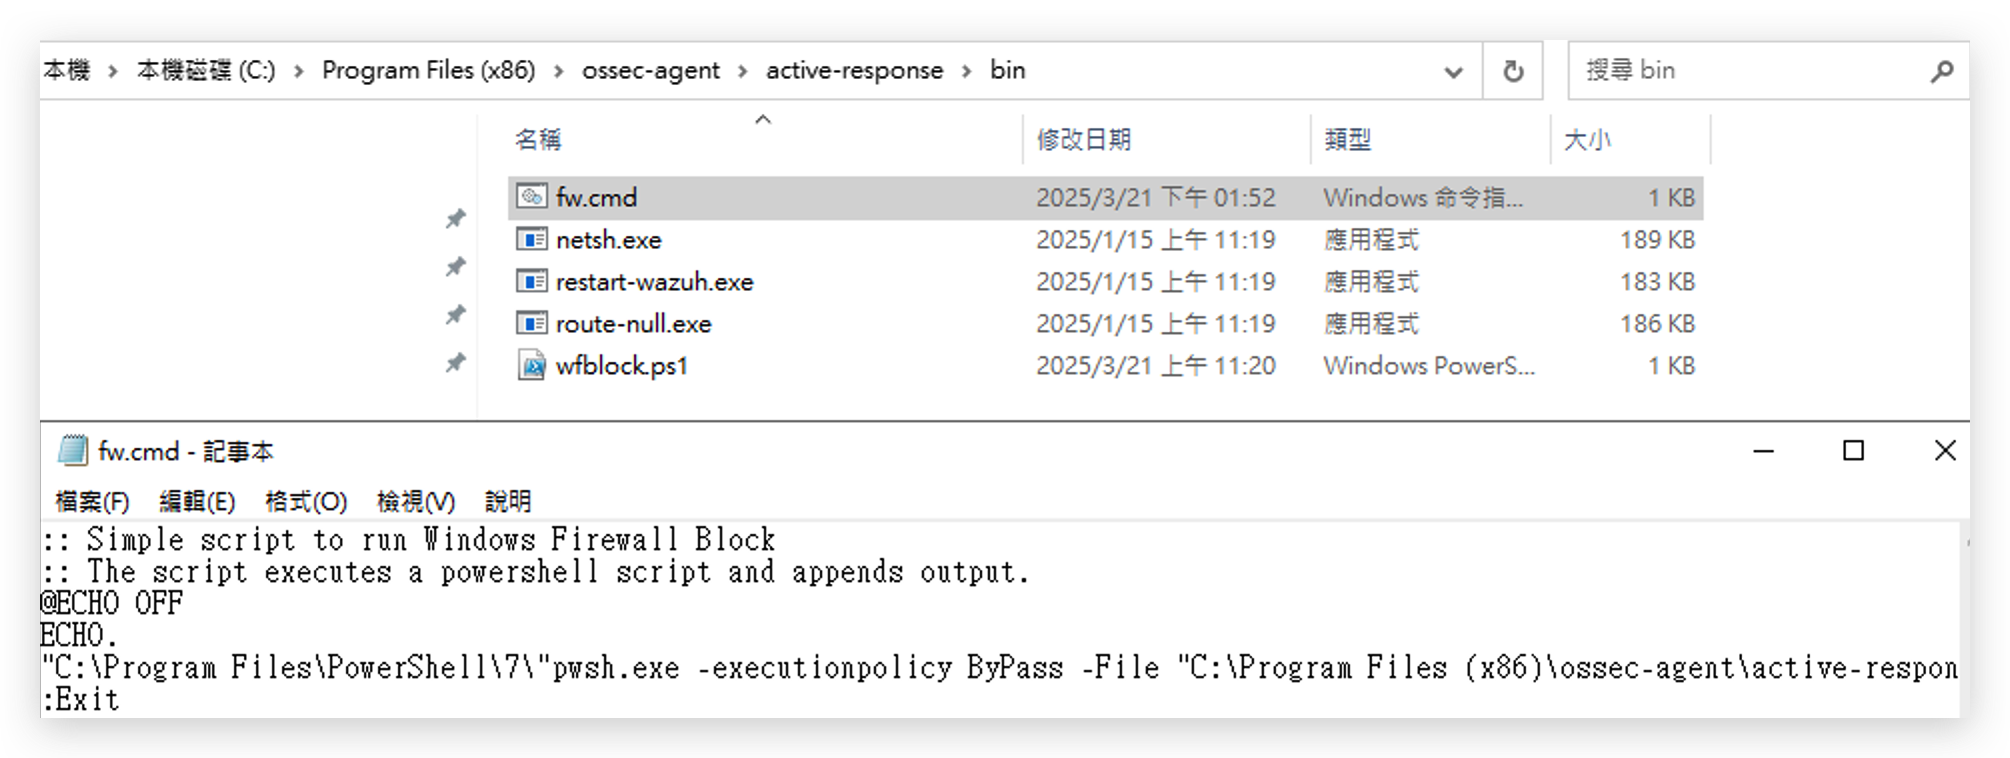 本機 › 本機磁碟 (C:) › Program Files (x86) › ossec-agent › active-response › bin
搜尋 bin
名稱 修改日期 類型 大小
fw.cmd 2025/3/21 下午 01:52 Windows 命令指... 1 KB
netsh.exe 2025/1/15 上午 11:19 應用程式 189 KB
restart-wazuh.exe 2025/1/15 上午 11:19 應用程式 183 KB
route-null.exe 2025/1/15 上午 11:19 應用程式 186 KB
wfblock.ps1 2025/3/21 上午 11:20 Windows PowerS... 1 KB
fw.cmd - 記事本
檔案(F) 編輯(E) 格式(O) 檢視(V) 說明
:: Simple script to run Windows Firewall Block
:: The script executes a powershell script and appends output.
@ECHO OFF
ECHO.
"C:\Program Files\PowerShell\7\"pwsh.exe -executionpolicy ByPass -File "C:\Program Files (x86)\ossec-agent\active-respon
:Exit